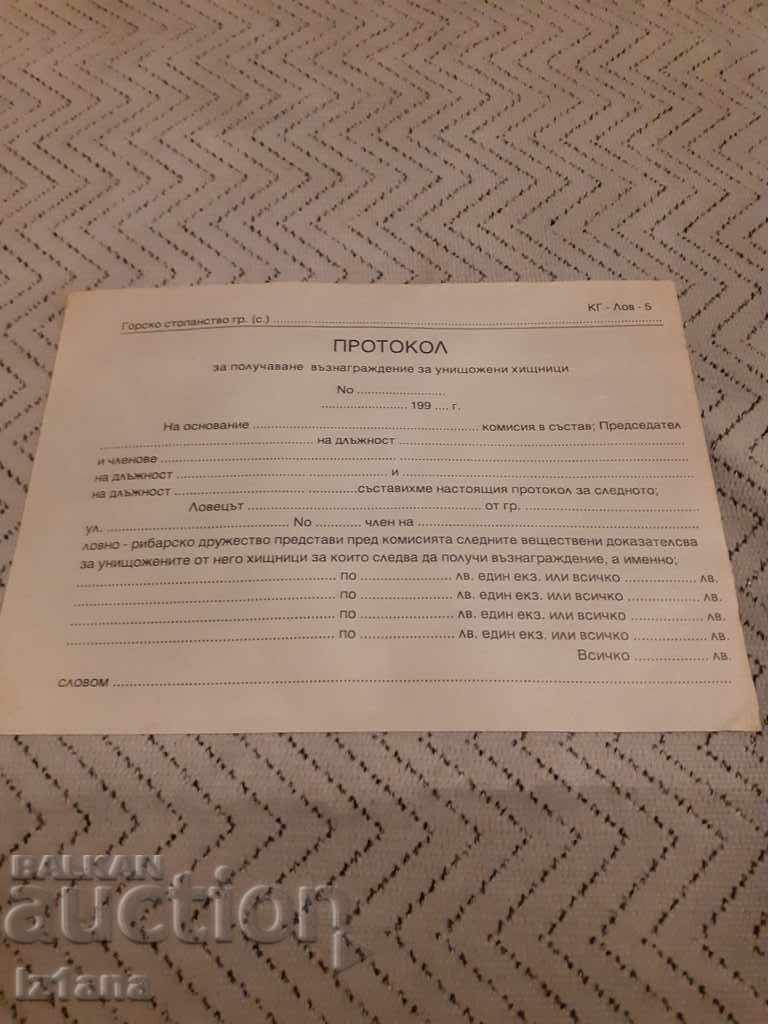 КГ - Лов - 5
Горско стопанство гр. (с.) ....................
ПРОТОКОЛ
за получаване възнаграждение за унищожени хищници
No ....................
.................... 199 .... г.
На основание .................... комисия в състав; Председател
.................... на длъжност ....................
и членове .................... ....................
на длъжност .................... и ....................
на длъжност .................... ....................съставихме настоящия протокол за следното;
Ловецът .................... от гр. ....................
ул. .................... No ........... член на ....................
ловно - рибарско дружество представи пред комисията следните веществени доказателсва
за унищожените от него хищници за които следва да получи възнаграждение, а именно;
.................... по .................... лв. един екз. или всичко ............... лв.
.................... по .................... лв. един екз. или всичко ............... лв.
.................... по .................... лв. един екз. или всичко ............... лв.
.................... по .................... лв. един екз. или всичко ............... лв.
Всичко ............... лв.
словом ....................
BALKAN
auction
Iz1ana